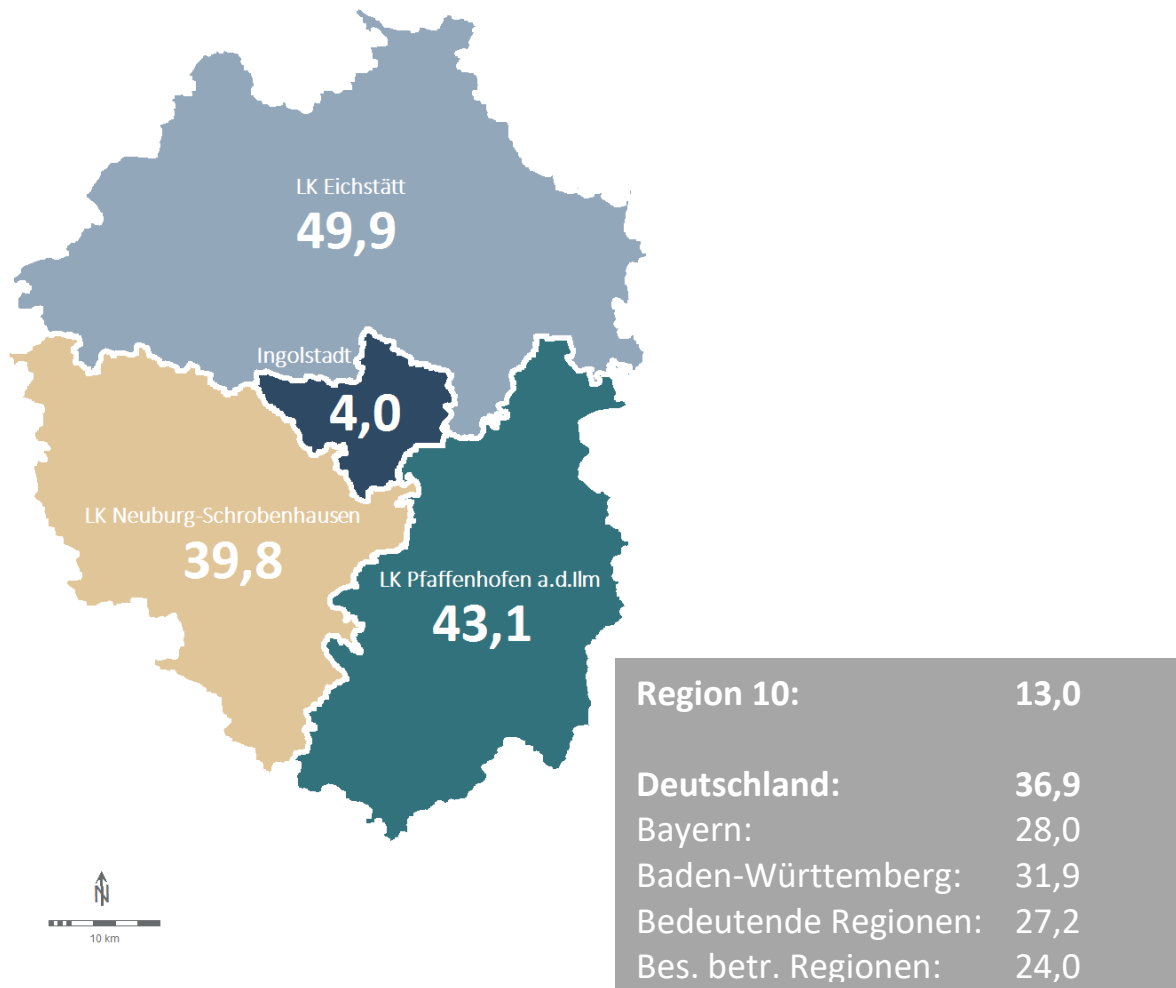 LK Eichstätt
49,9
Ingolstadt
4,0
LK Neuburg-Schrobenhausen
39,8
LK Pfaffenhofen a.d.Ilm
43,1
Region 10: 13,0
Deutschland: 36,9
Bayern: 28,0
Baden-Württemberg: 31,9
Bedeutende Regionen: 27,2
Bes. betr. Regionen: 24,0
N
10 km